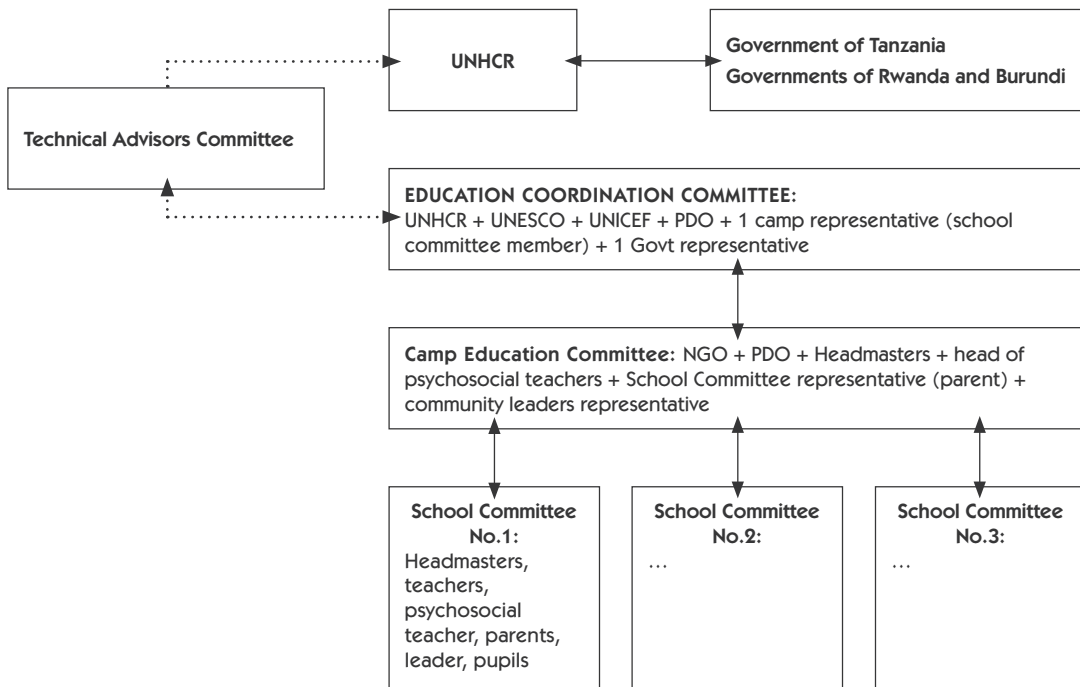 UNHCR
Government of Tanzania
Governments of Rwanda and Burundi
Technical Advisors Committee
EDUCATION COORDINATION COMMITTEE:
UNHCR + UNESCO + UNICEF + PDO + 1 camp representative (school
committee member) + 1 Govt representative
Camp Education Committee: NGO + PDO + Headmasters + head of
psychosocial teachers + School Committee representative (parent) +
community leaders representative
School Committee
No.1:
Headmasters,
teachers,
psychosocial
teacher, parents,
leader, pupils
School Committee
No.2:
...
School Committee
No.3:
...